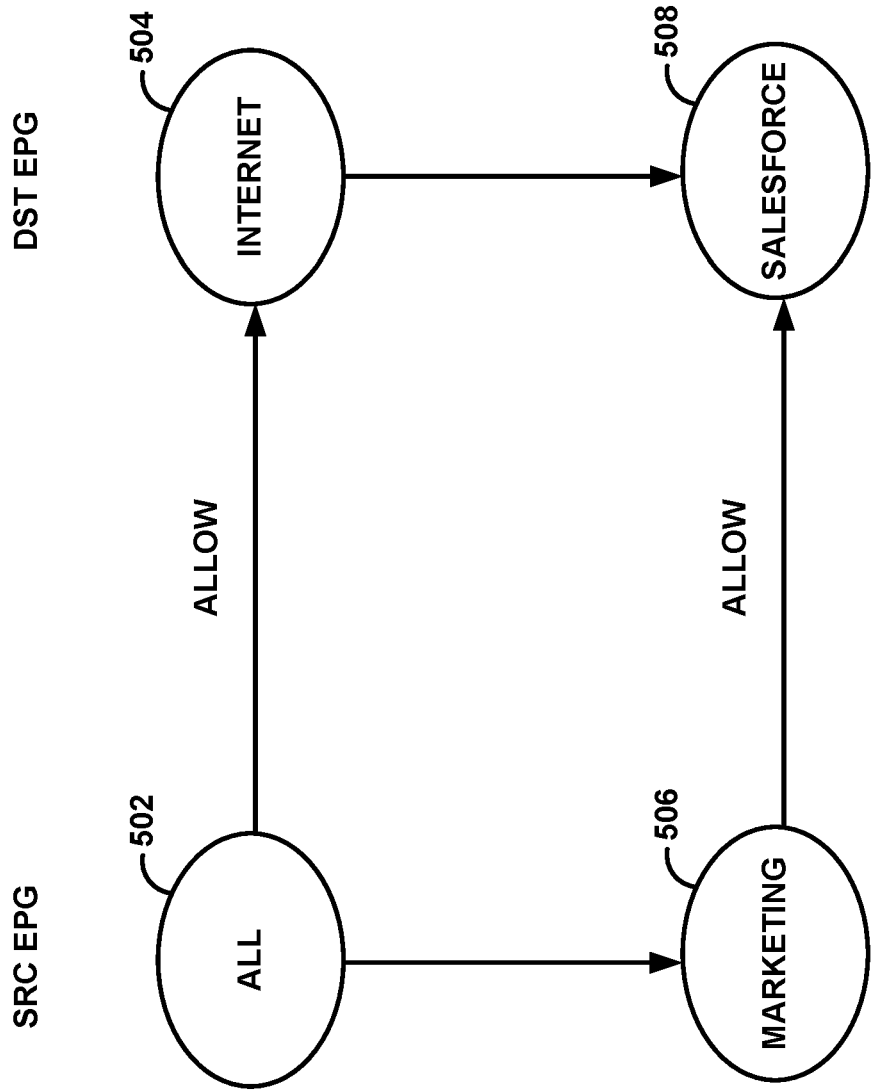 SRC EPG
DST EPG
502
504
ALLOW
ALL
INTERNET
506
508
ALLOW
MARKETING
SALESFORCE